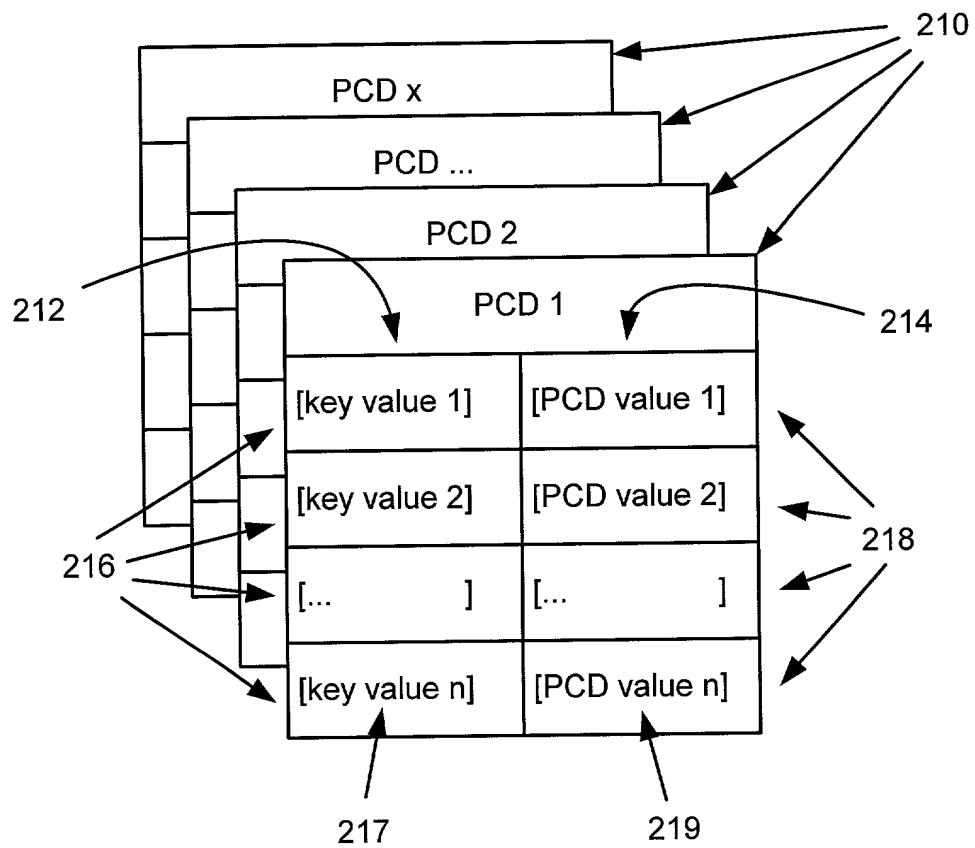 210
PCD x
PCD ...
PCD 2
PCD 1
212
214
[key value 1] [PCD value 1]
[key value 2] [PCD value 2]
216
218
[... ] [... ]
[key value n] [PCD value n]
217
219